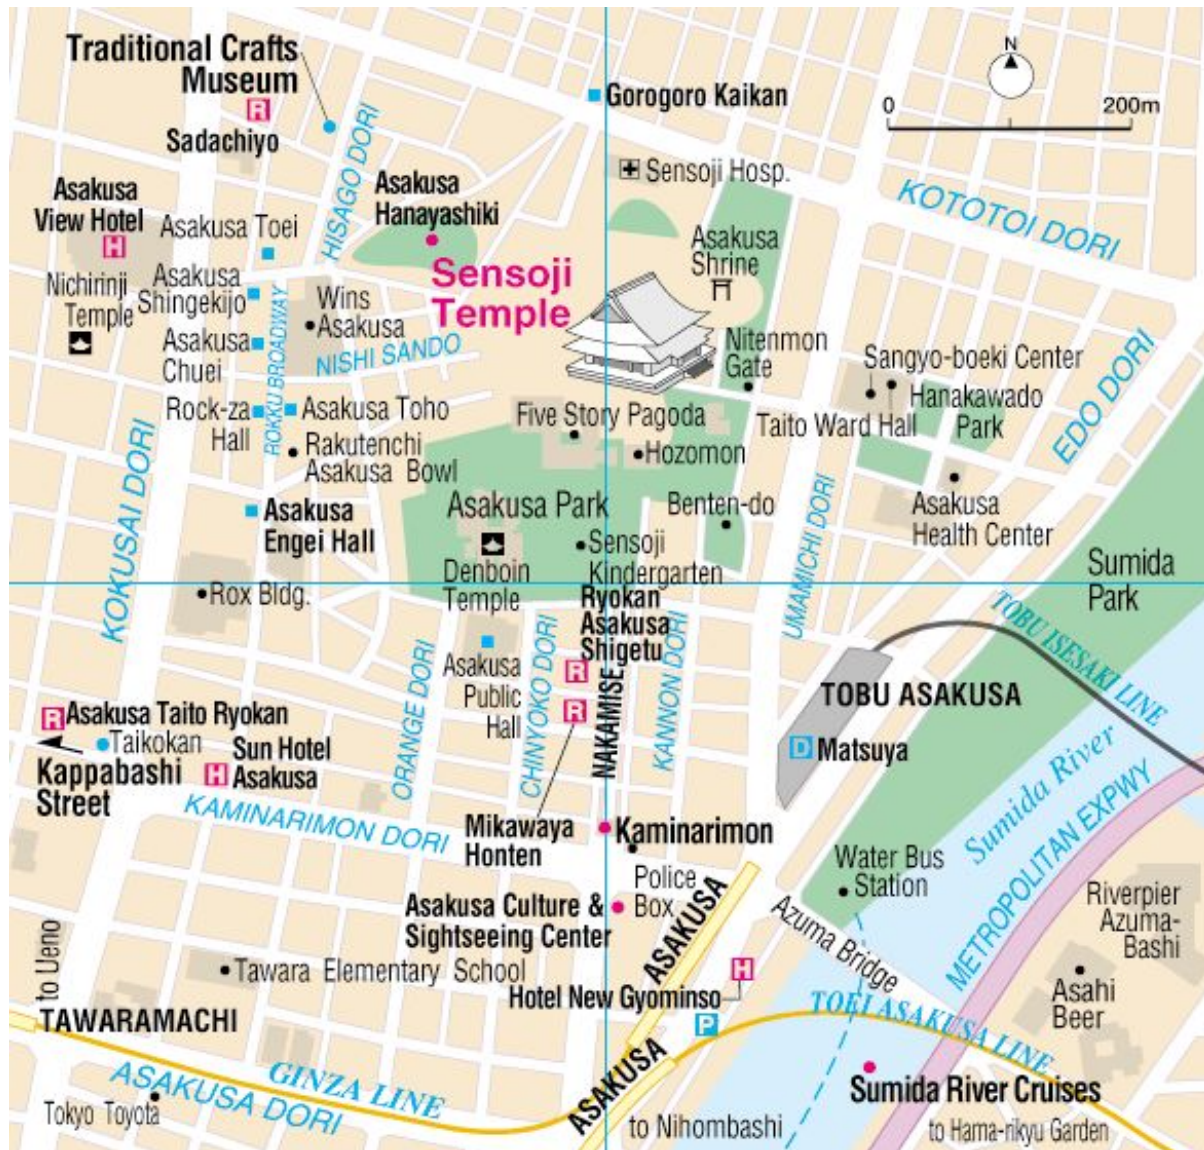 Traditional Crafts
Museum
R
Sadachiyo
HISAGO DORI
Gorogoro Kaikan
N
0 200m
Sensoji Hosp.
KOTOTOI DORI
Asakusa
View Hotel
H
Asakusa Toei
Asakusa
Hanayashiki
Asakusa
Shrine
Sensoji
Temple
Nichirinji
Temple
Asakusa
Shingekijo
Wins
Asakusa
Asakusa
Chuei
ROKKU BROADWAY
NISHI SANDO
Nitenmon
Gate
Sangyo-boeki Center
Hanakawado
Park
Taito Ward Hall
EDO DORI
Rock-za
Hall
Asakusa Toho
Rakutenchi
Asakusa Bowl
Five Story Pagoda
Hozomon
KOKUSAI DORI
Asakusa
Engei Hall
Asakusa Park
Benten-do
UMAMICHI DORI
Asakusa
Health Center
Sensoji
Kindergarten
Denboin
Temple
Sumida
Park
Rox Bldg.
Ryokan
Asakusa
Shigetu
R
TOBU ISESAKI LINE
Asakusa
Public
Hall
ORANGE DORI
CHINYOKO DORI
NAKAMISE
KANNON DORI
R
TOBU ASAKUSA
D Matsuya
R Asakusa Taito Ryokan
Taikokan
Kappabashi
Street
H Sun Hotel
Asakusa
KAMINARIMON DORI
Mikawaya
Honten
Kaminarimon
Police
Box
Sumida River
METROPOLITAN EXPWY
Water Bus
Station
Riverpier
Azuma-
Bashi
Asakusa Culture &
Sightseeing Center
ASAKUSA
Azuma Bridge
to Ueno
Tawara Elementary School
H
Hotel New Gyominso
P
Asahi
Beer
TAWARAMACHI
TOEI ASAKUSA LINE
ASAKUSA
GINZA LINE
ASAKUSA DORI
Tokyo Toyota
Sumida River Cruises
to Nihombashi
to Hama-rikyu Garden